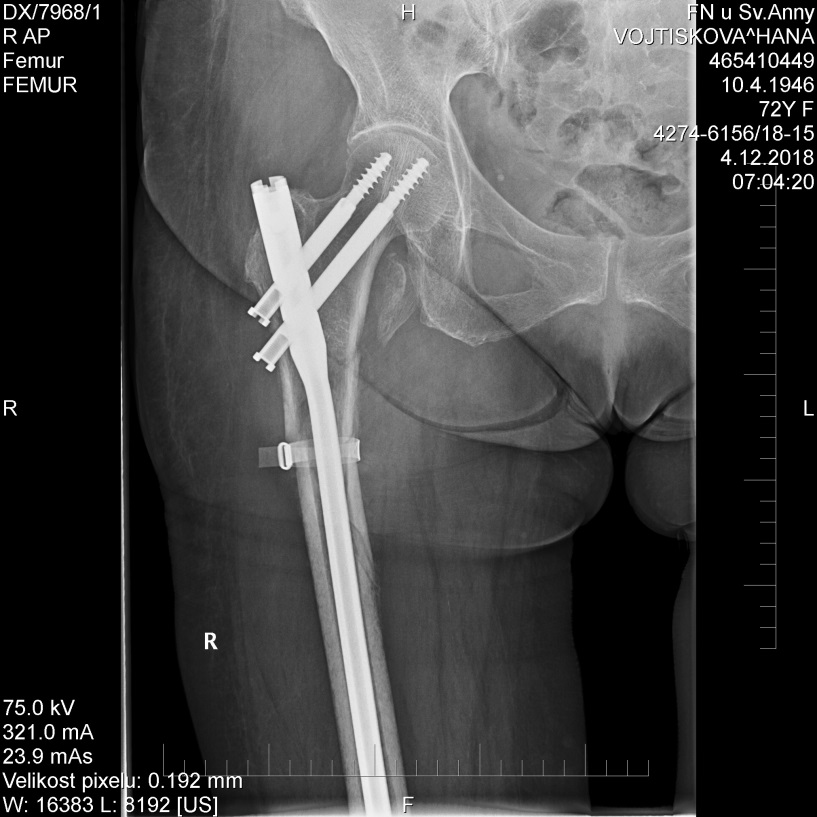 DX/7968/1
R AP
Femur
FEMUR
H
FN u Sv.Anny
VOJTISKOVA^HANA
465410449
10.4.1946
72Y F
4274-6156/18-15
4.12.2018
07:04:20
R
L
R
75.0 kV
321.0 mA
23.9 mAs
Velikost pixelu: 0.192 mm
W: 16383 L: 8192 [US]
F